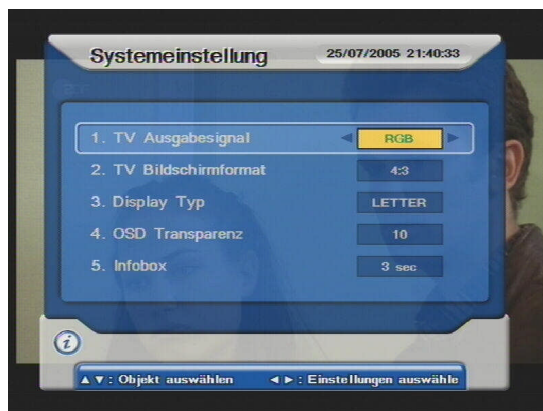 Systemeinstellung 25/07/2005 21:40:33
1. TV Ausgabesignal ◀ RGB ▶
2. TV Bildschirmformat 4:3
3. Display Typ LETTER
4. OSD Transparenz 10
5. Infobox 3 sec
i
▲ ▼ : Objekt auswählen ◀ ▶ : Einstellungen auswähle